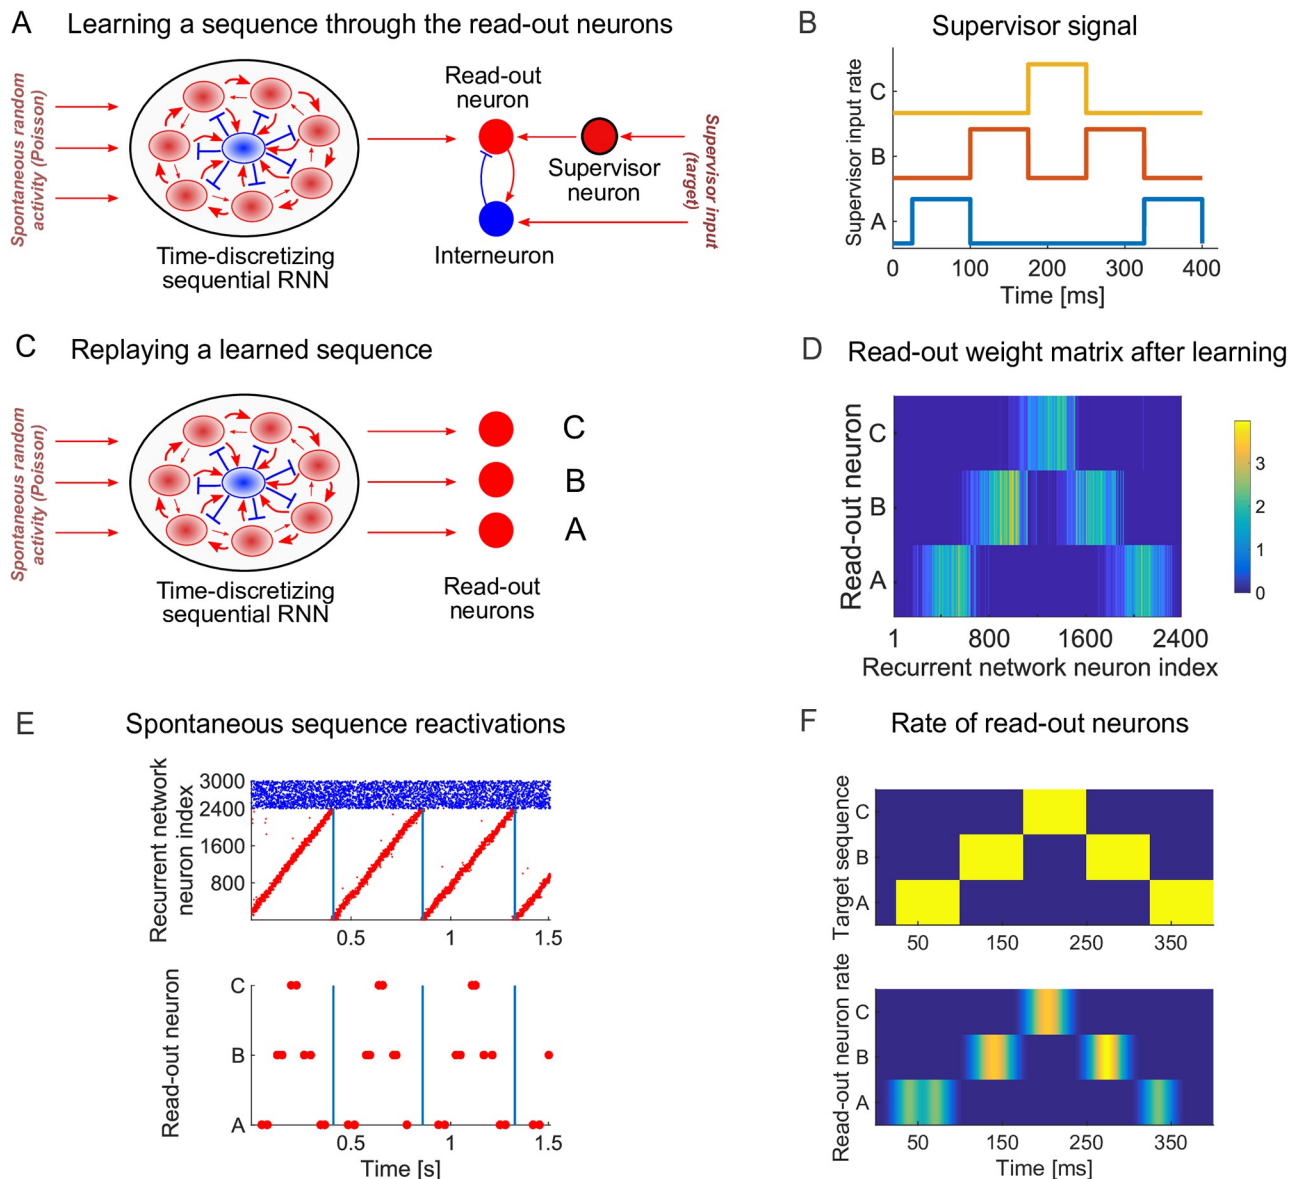 A Learning a sequence through the read-out neurons
Spontaneous random
activity (Poisson)
Time-discretizing
sequential RNN
Read-out
neuron
Supervisor
neuron
Interneuron
Supervisor input
(target)
B Supervisor signal
Supervisor input rate
C
B
A
0 100 200 300 400
Time [ms]
C Replaying a learned sequence
Spontaneous random
activity (Poisson)
Time-discretizing
sequential RNN
C
B
A
Read-out
neurons
D Read-out weight matrix after learning
Read-out neuron
C
B
A
3
2
1
0
1 800 1600 2400
Recurrent network neuron index
E Spontaneous sequence reactivations
Recurrent network
neuron index
3000
2400
1600
800
0.5 1 1.5
Read-out neuron
C
B
A
0.5 1 1.5
Time [s]
F Rate of read-out neurons
Target sequence
C
B
A
50 150 250 350
Read-out neuron rate
C
B
A
50 150 250 350
Time [ms]